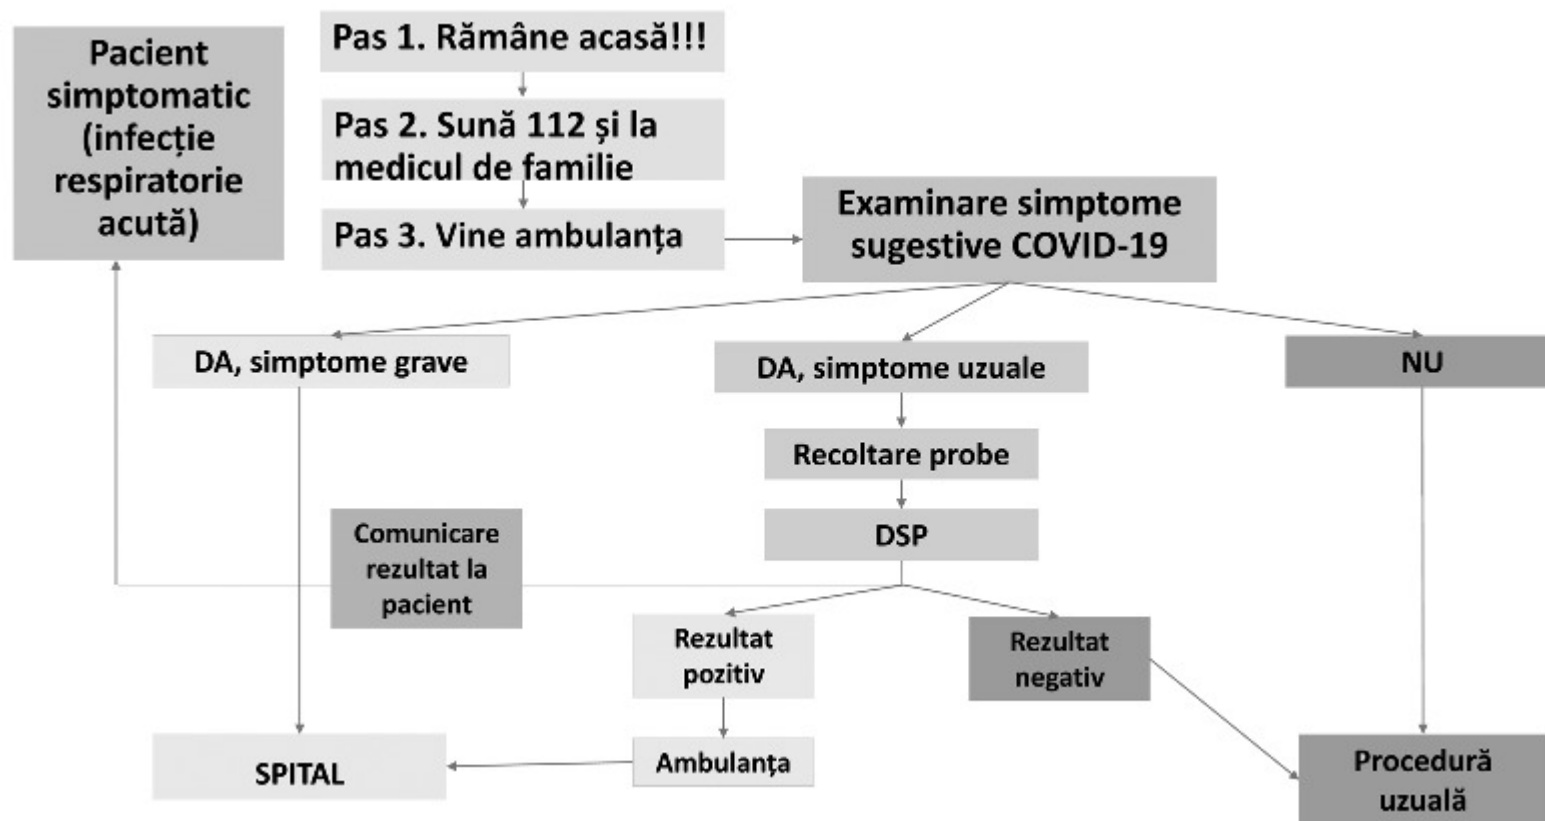 Pacient
simptomatic
(infecție
respiratorie
acută)
Pas 1. Rămâne acasă!!!
Pas 2. Sună 112 și la
medicul de familie
Pas 3. Vine ambulanța
Examinare simptome
sugestive COVID-19
DA, simptome grave
DA, simptome uzuale
NU
Recoltare probe
DSP
Comunicare
rezultat la
pacient
Rezultat
pozitiv
Rezultat
negativ
Ambulanța
SPITAL
Procedură
uzuală